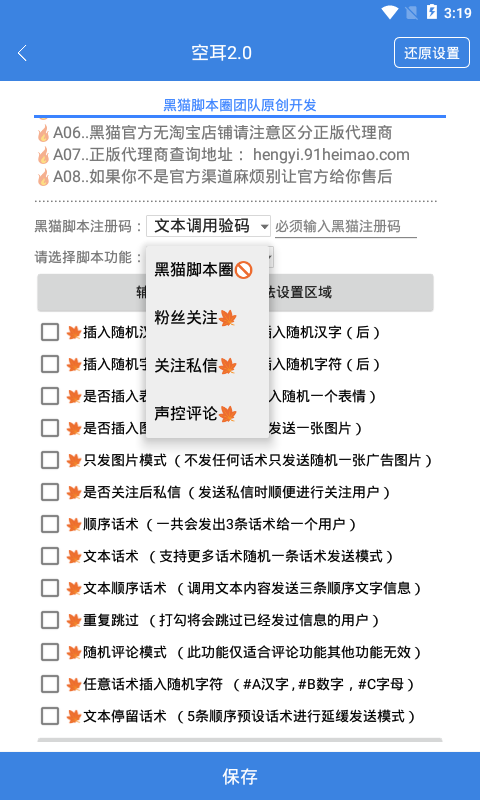 3:19
空耳2.0
还原设置
黑猫脚本圈团队原创开发
A06..黑猫官方无淘宝店铺请注意区分正版代理商
A07..正版代理商查询地址： hengyi.91heimao.com
A08..如果你不是官方渠道麻烦别让官方给你售后
黑猫脚本注册码：
文本调用验码
必须输入黑猫注册码
请选择脚本功能：
黑猫脚本圈
粉丝关注
关注私信
声控评论
辅
法设置区域
插入随机汉
入随机汉字（后）
插入随机字
入随机字符（后）
是否插入表
入随机一个表情）
是否插入图
发送一张图片）
只发图片模式（不发任何话术只发送随机一张广告图片）
是否关注后私信（发送私信时顺便进行关注用户）
顺序话术（一共会发出3条话术给一个用户）
文本话术 （支持更多话术随机一条话术发送模式）
文本顺序话术 （调用文本内容发送三条顺序文字信息）
重复跳过 （打勾将会跳过已经发过信息的用户）
随机评论模式 （此功能仅适合评论功能其他功能无效）
任意话术插入随机字符 （#A汉字,#B数字，#C字母）
文本停留话术 （5条顺序预设话术进行延缓发送模式）
保存